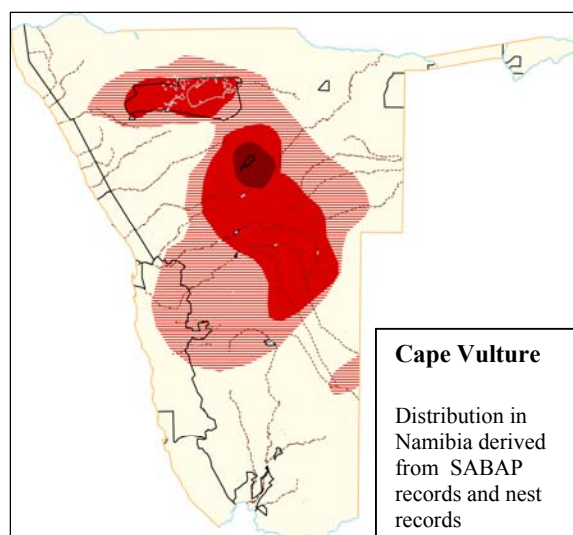 Cape Vulture
Distribution in
Namibia derived
from SABAP
records and nest
records